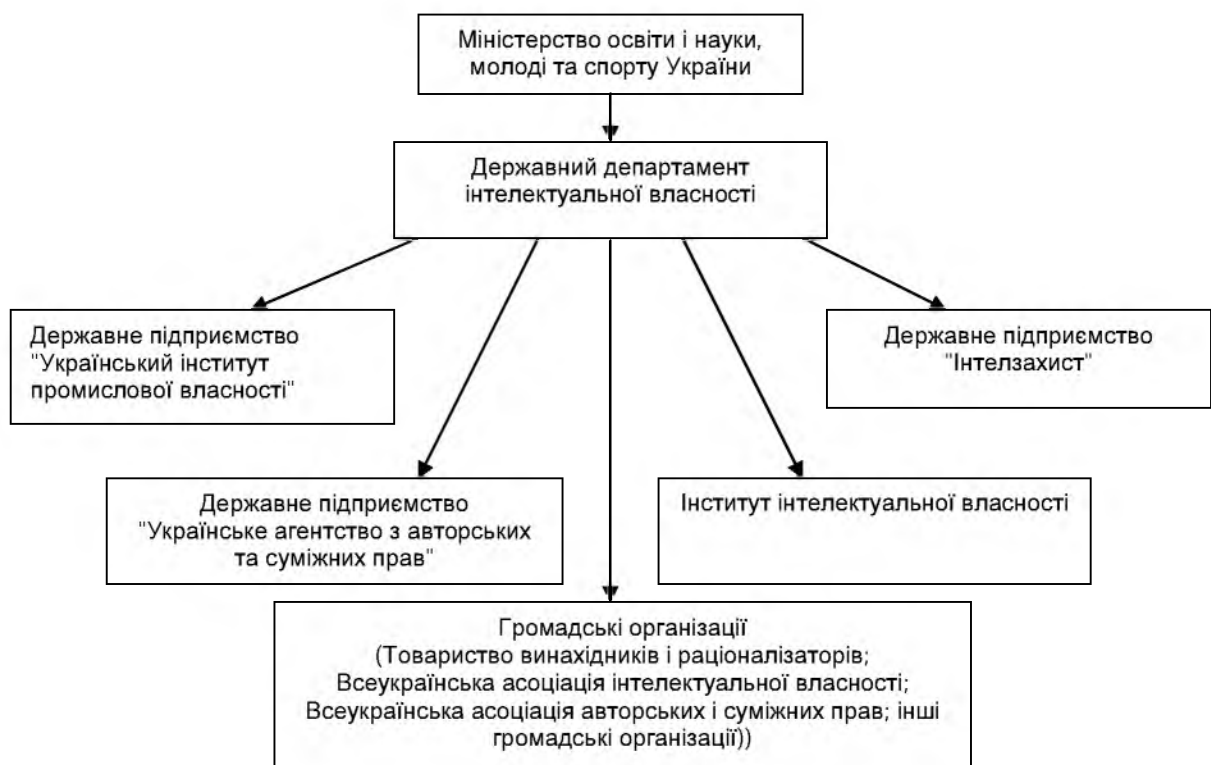 Міністерство освіти і науки,
молоді та спорту України
Державний департамент
інтелектуальної власності
Державне підприємство
"Український інститут
промислової власності"
Державне підприємство
"Інтелзахист"
Державне підприємство
"Українське агентство з авторських
та суміжних прав"
Інститут інтелектуальної власності
Громадські організації
(Товариство винахідників і раціоналізаторів;
Всеукраїнська асоціація інтелектуальної власності;
Всеукраїнська асоціація авторських і суміжних прав; інші
громадські організації))